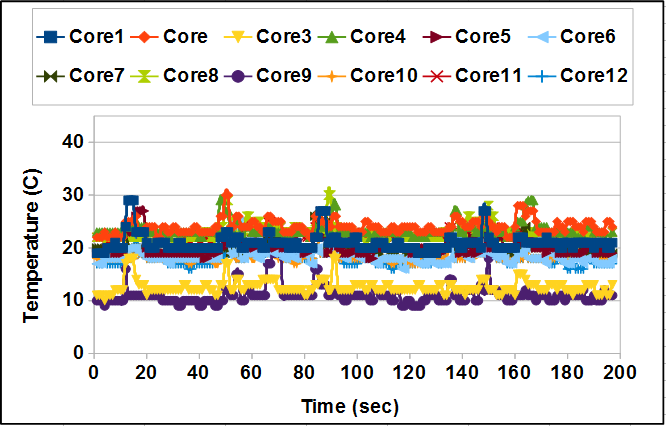 Core1 Core Core3 Core4 Core5 Core6
Core7 Core8 Core9 Core10 Core11 Core12
Temperature (C)
40
30
20
10
0
0 20 40 60 80 100 120 140 160 180 200
Time (sec)